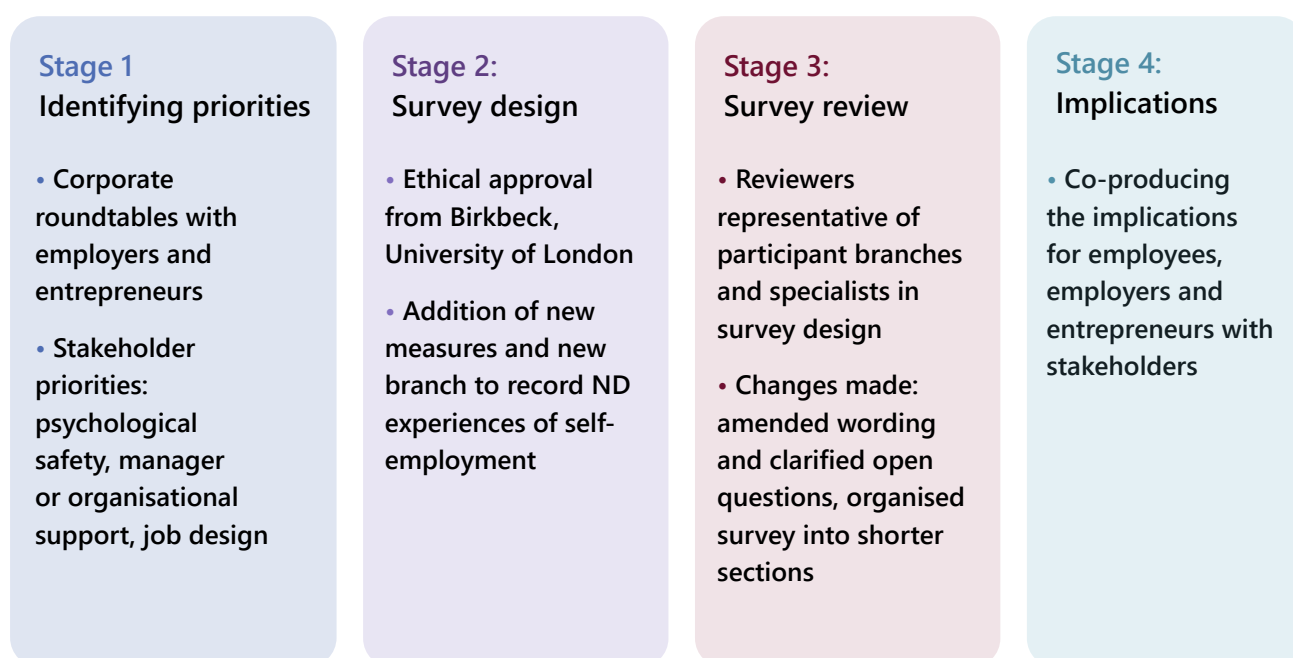 Stage 1
Identifying priorities
• Corporate
roundtables with
employers and
entrepreneurs
• Stakeholder
priorities:
psychological
safety, manager
or organisational
support, job design
Stage 2:
Survey design
• Ethical approval
from Birkbeck,
University of London
• Addition of new
measures and new
branch to record ND
experiences of self-
employment
Stage 3:
Survey review
• Reviewers
representative of
participant branches
and specialists in
survey design
• Changes made:
amended wording
and clarified open
questions, organised
survey into shorter
sections
Stage 4:
Implications
• Co-producing
the implications
for employees,
employers and
entrepreneurs with
stakeholders